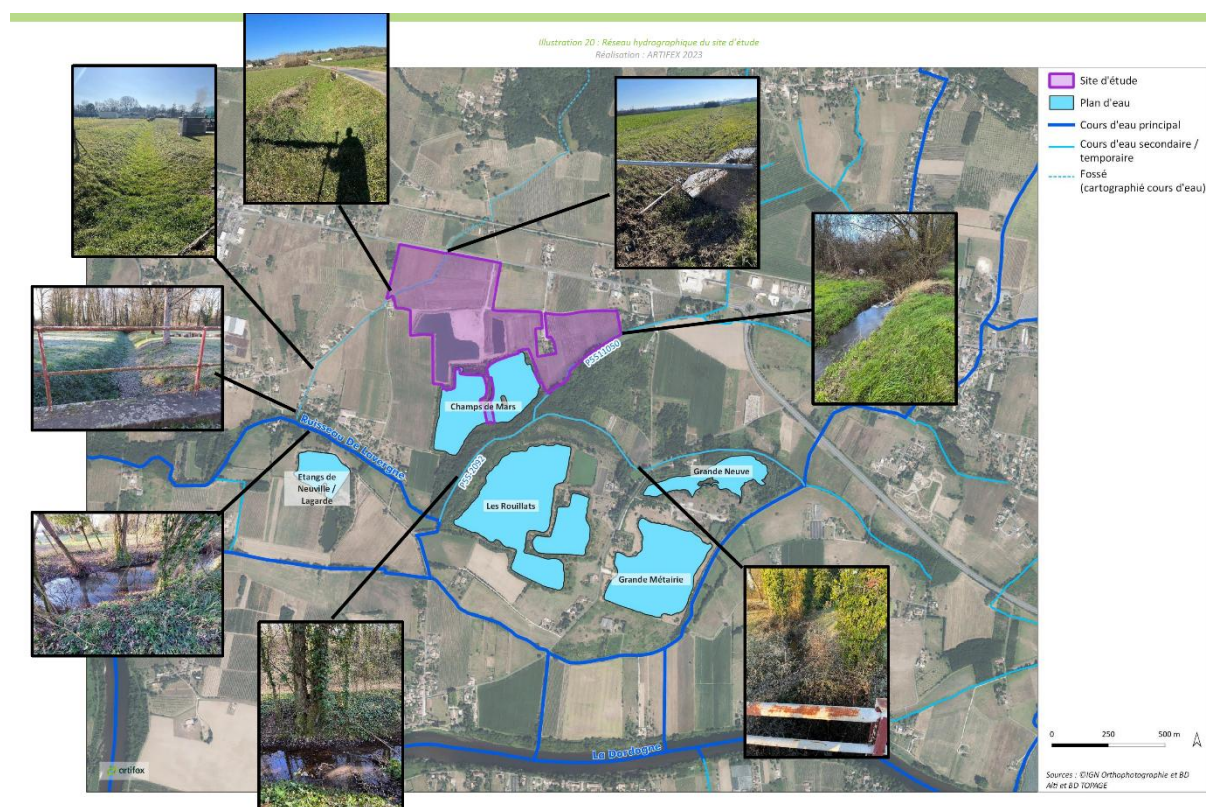 Illustration 20 : Réseau hydrographique du site d'étude
Réalisation : ARTIFEX 2023
Site d'étude
Plan d'eau
Cours d'eau principal
Cours d'eau secondaire /
temporaire
Fossé
(cartographié cours d'eau)
P5511050
Champs de Mars
Ruisseau De Lavergne
P55-2092
Etangs de
Neuville /
Lagarde
Les Rouillats
Grande Neuve
Grande Métairie
La Dordogne
0 250 500 m
artifex
Sources : ©IGN Orthophotographie et BD
Alti et BD TOPAGE